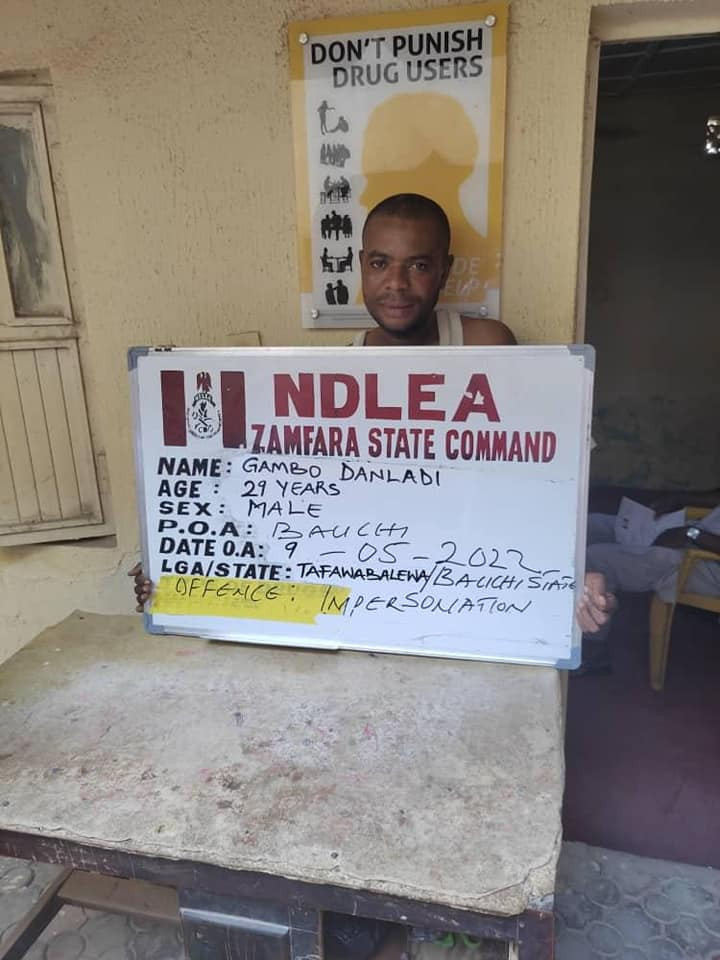 DON'T PUNISH
DRUG USERS
NDLEA
ZAMFARA STATE COMMAND
NAME: GAMBO DANLADI
AGE: 29 YEARS
SEX: MALE
P.O.A: BAUCHI
DATE O.A: 9 - 05 - 2022
LGA/STATE: TAFAWABALEWA/BAUCHI STATE
OFFENCE: IMPERSONATION